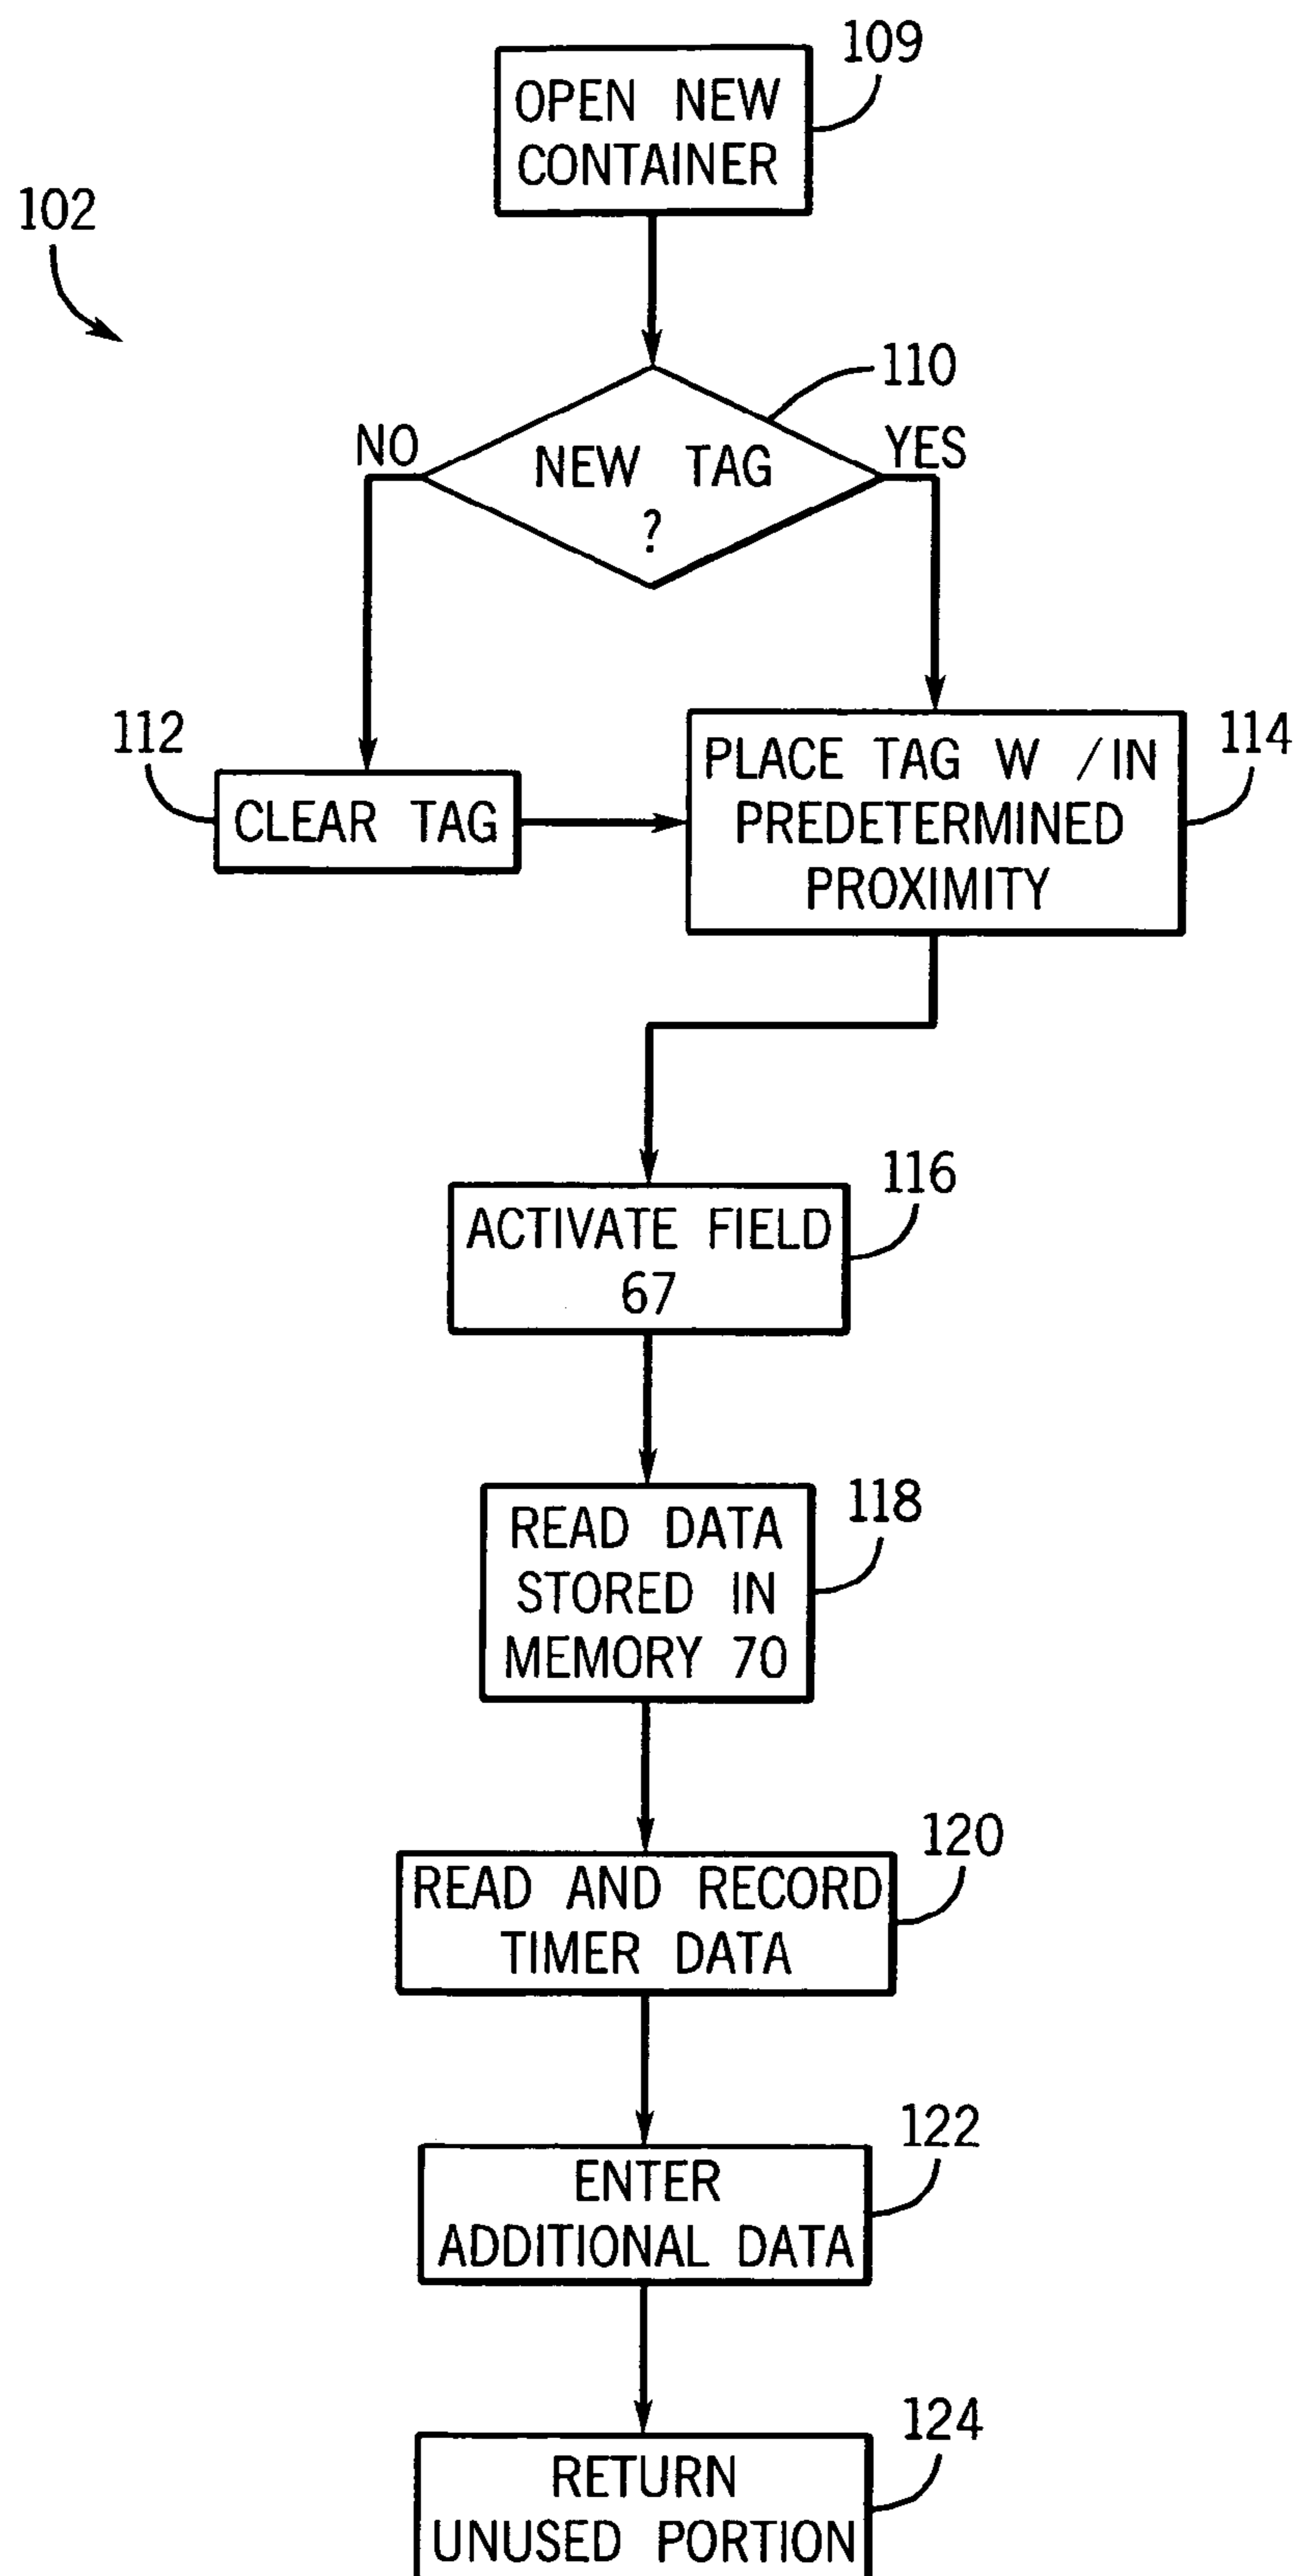 109
OPEN NEW
CONTAINER
102
110
NO
YES
NEW TAG
?
112
114
CLEAR TAG
PLACE TAG W /IN
PREDETERMINED
PROXIMITY
116
ACTIVATE FIELD
67
118
READ DATA
STORED IN
MEMORY 70
120
READ AND RECORD
TIMER DATA
122
ENTER
ADDITIONAL DATA
124
RETURN
UNUSED PORTION